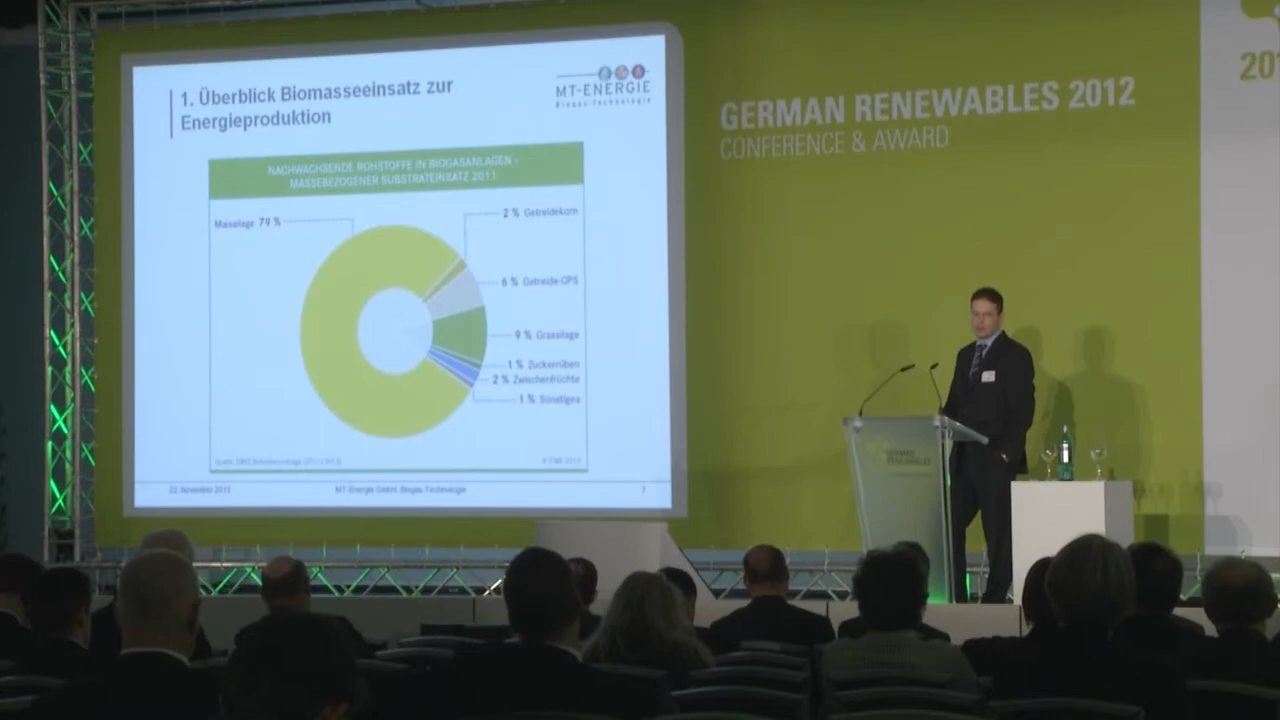 1. Überblick Biomasseeinsatz zur
Energieproduktion
MT-ENERGIE
Biogas-Technologie
NACHWACHSENDE ROHSTOFFE IN BIOGASANLAGEN -
MASSEBEZOGENER SUBSTRATEINSATZ 2011
Maissilage 79 %
2 % Getreidekorn
6 % Getreide-GPS
9 % Grassilage
1 % Zuckerrüben
2 % Zwischenfrüchte
1 % Sonstiges
22. November 2012
MT-Energie GmbH, Biogas-Technologie
7
GERMAN RENEWABLES 2012
CONFERENCE & AWARD
201
GERMAN
RENEWABLES